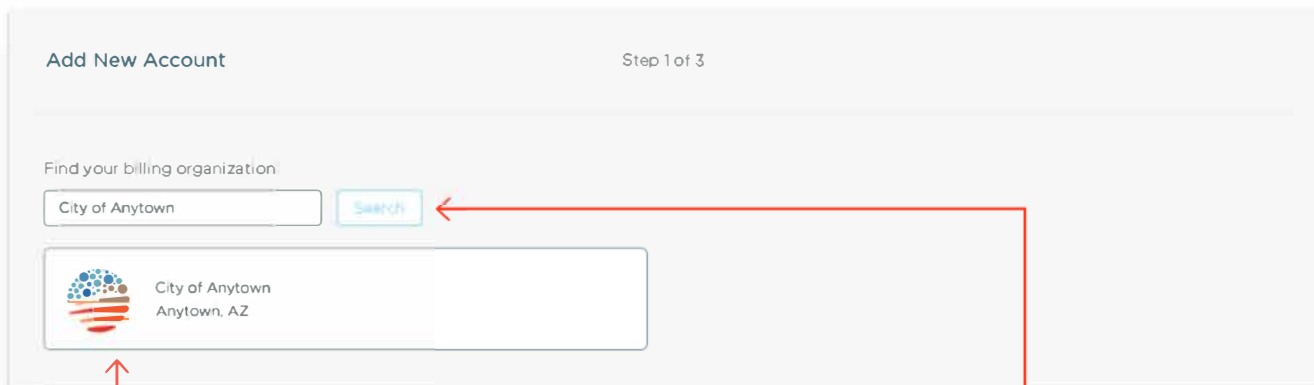 Add New Account
Step 1 of 3
Find your billing organization
City of Anytown
Search
City of Anytown
Anytown, AZ